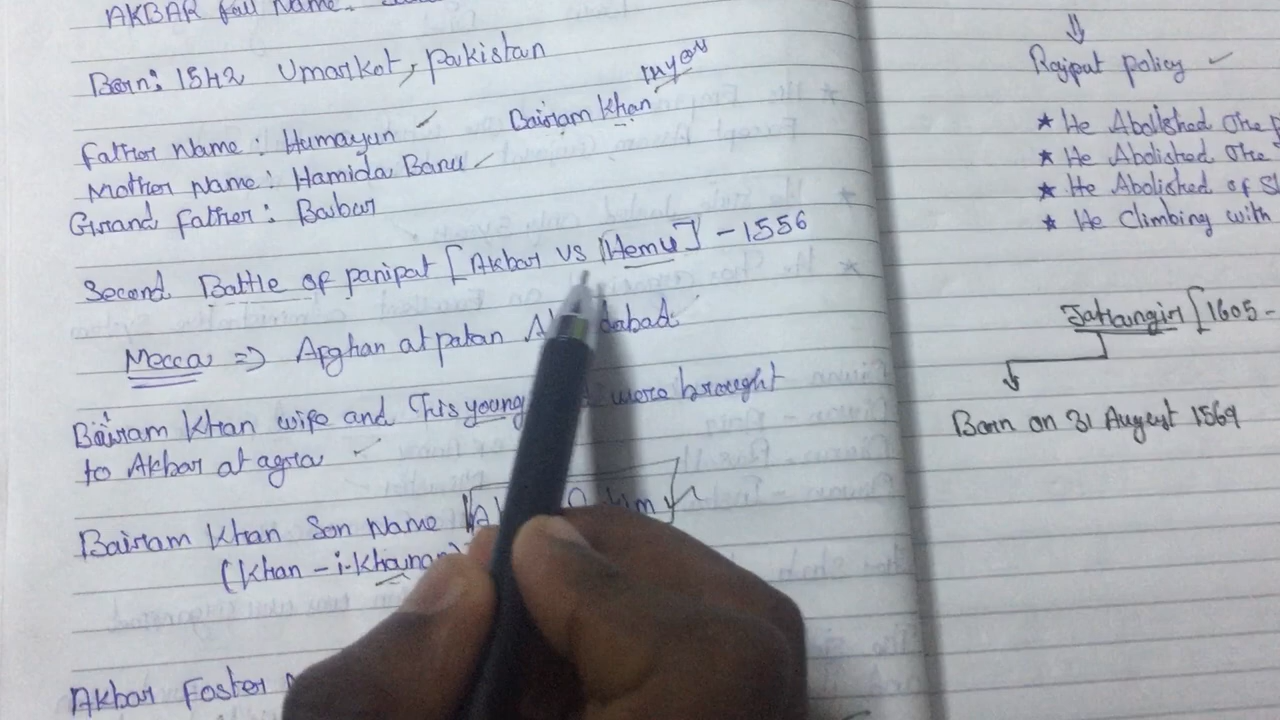 AKBAR full Name:
Born: 1542 Umarkot, Pakistan
Father Name : Humayun
Bairam Khan
Mother Name : Hamida Banu
Grand Father : Babar
Second Battle of panipat [Akbar vs [Hemu] - 1556
Mecca => Afghan at patan
Bairam Khan wife and This young were brought
to Akbar at agra
Bairam Khan Son Name
(Khan - i - Khanan)
Akbar Foster
Rajput policy
* He Abolished the
* He Abolished the
* He Abolished of
* He Climbing with
Jahangir [1605 -
Born on 31 August 1569